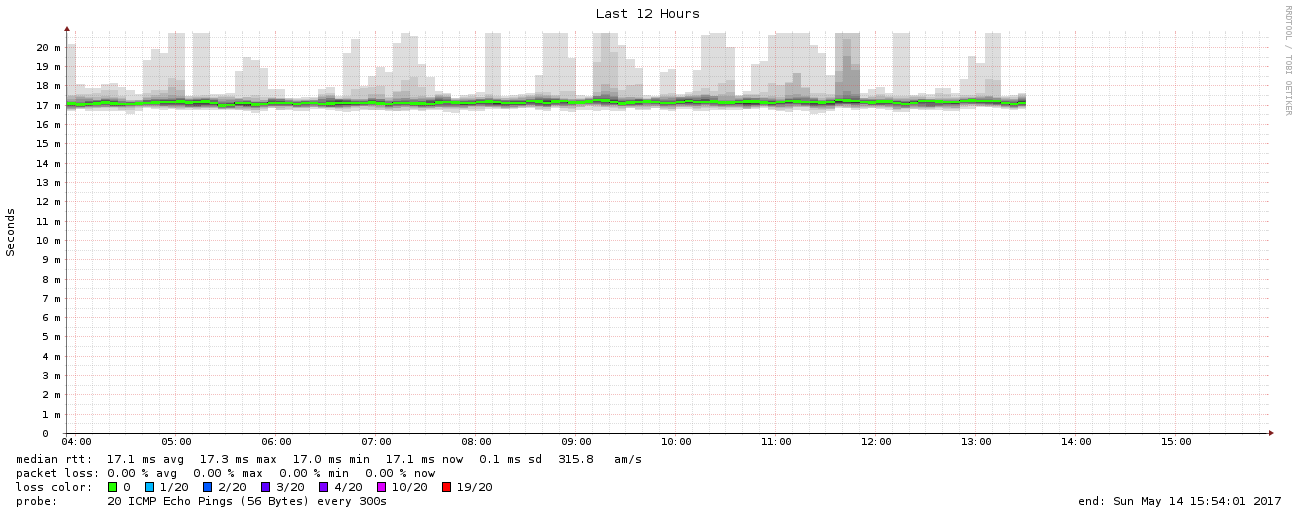 Last 12 Hours
RRDTOOL / TOBI OETIKER
Seconds
20 m
19 m
18 m
17 m
16 m
15 m
14 m
13 m
12 m
11 m
10 m
9 m
8 m
7 m
6 m
5 m
4 m
3 m
2 m
1 m
0
04:00 05:00 06:00 07:00 08:00 09:00 10:00 11:00 12:00 13:00 14:00 15:00
median rtt: 17.1 ms avg 17.3 ms max 17.0 ms min 17.1 ms now 0.1 ms sd 315.8 am/s
packet loss: 0.00 % avg 0.00 % max 0.00 % min 0.00 % now
loss color: 0 1/20 2/20 3/20 4/20 10/20 19/20
probe: 20 ICMP Echo Pings (56 Bytes) every 300s end: Sun May 14 15:54:01 2017